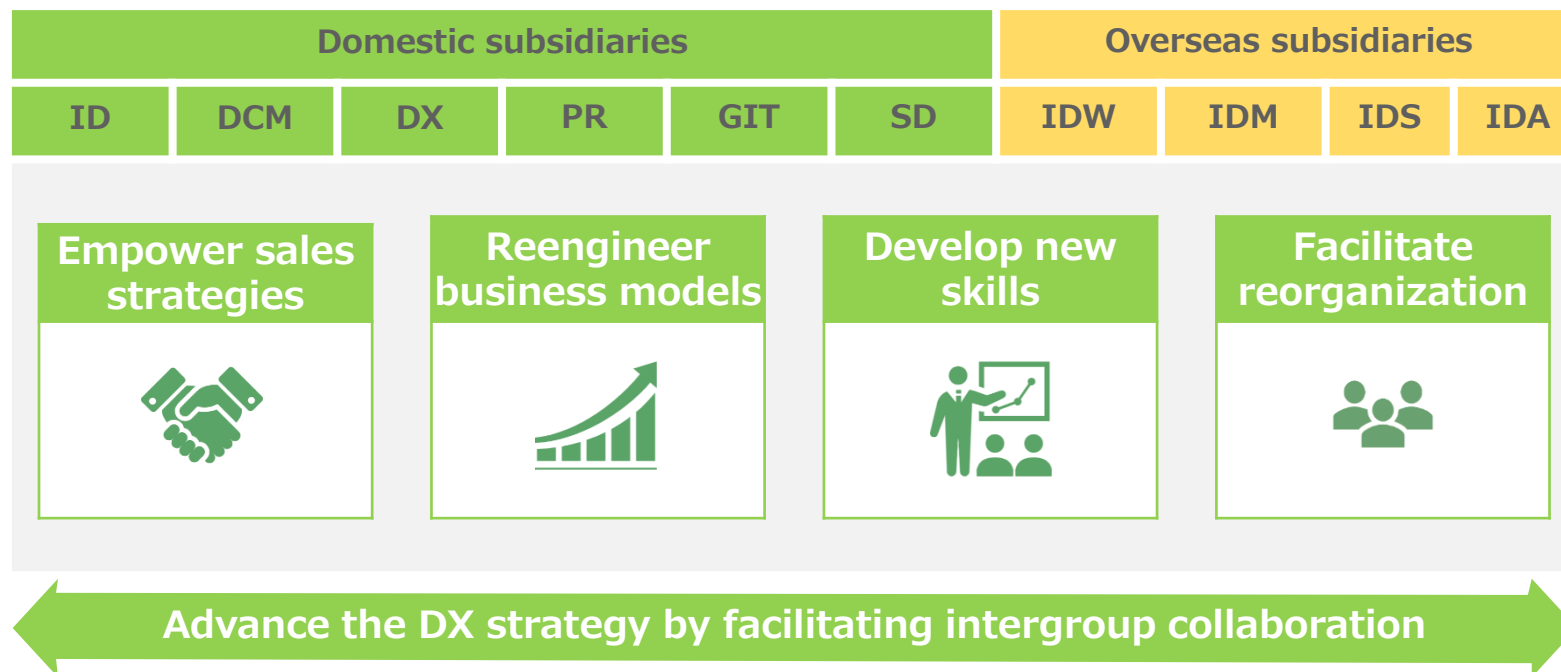 Domestic subsidiaries
Overseas subsidiaries
ID
DCM
DX
PR
GIT
SD
IDW
IDM
IDS
IDA
Empower sales
strategies
Reengineer
business models
Develop new
skills
Facilitate
reorganization
Advance the DX strategy by facilitating intergroup collaboration